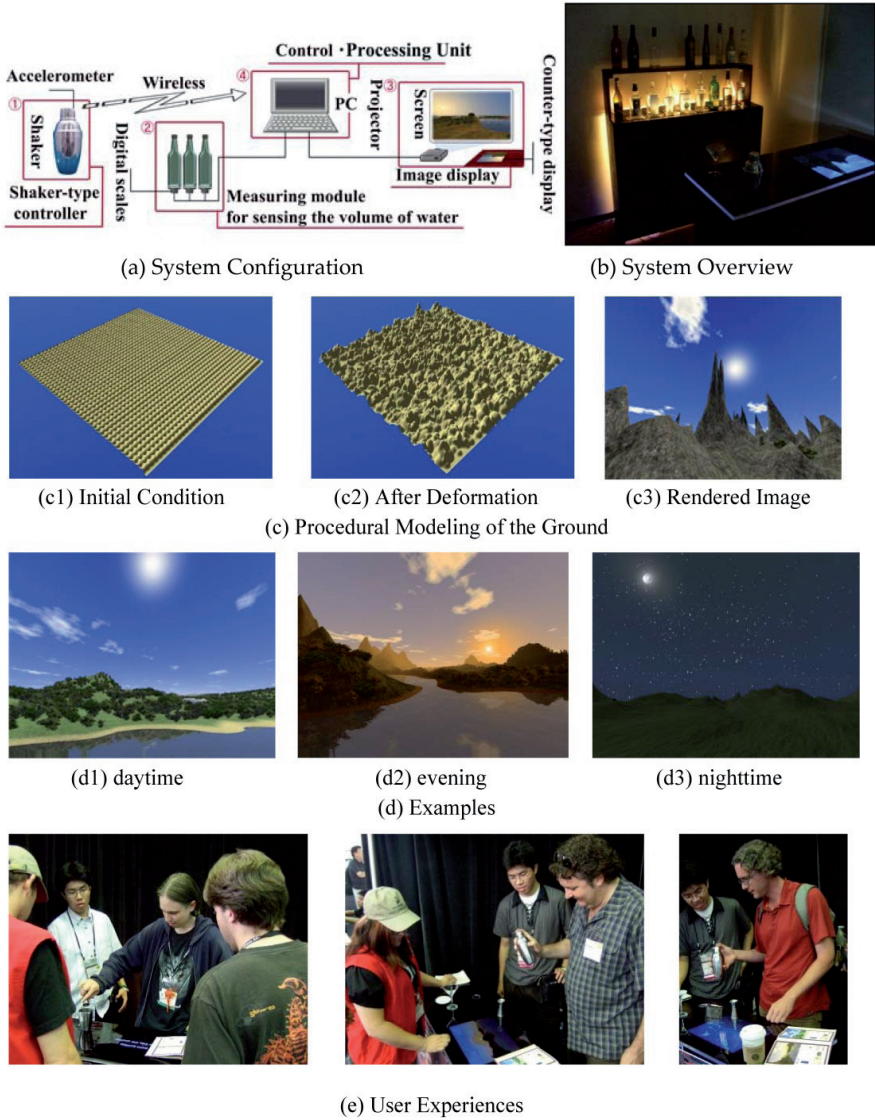 Control ・Processing Unit
Accelerometer
Wireless
④
①
③
②
PC
Shaker
Digital scales
Projector
Screen
Counter-type display
Image display
Shaker-type
controller
Measuring module
for sensing the volume of water
(a) System Configuration
(b) System Overview
(c1) Initial Condition
(c2) After Deformation
(c3) Rendered Image
(c) Procedural Modeling of the Ground
(d1) daytime
(d2) evening
(d3) nighttime
(d) Examples
(e) User Experiences